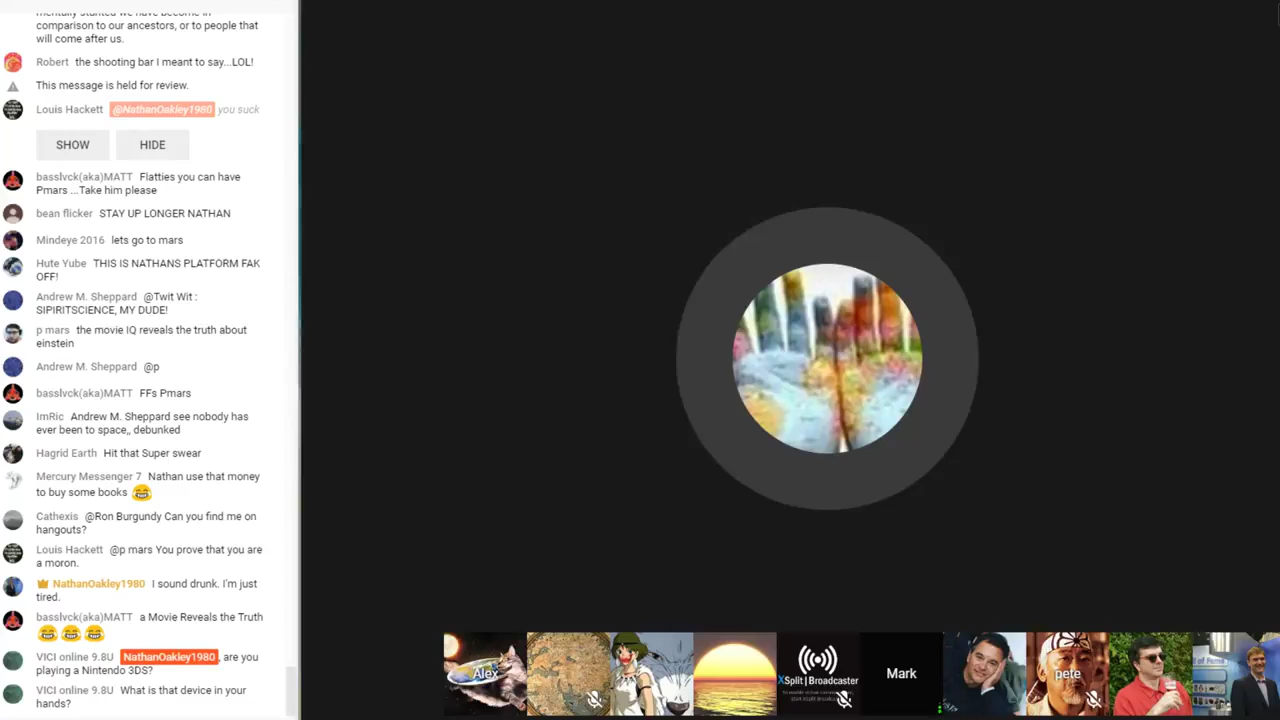 mentally stunted we have become in
comparison to our ancestors, or to people that
will come after us.
Robert the shooting bar I meant to say...LOL!
This message is held for review.
Louis Hackett @NathanOakley1980 you suck
SHOW HIDE
basslvck(aka)MATT Flatties you can have
Pmars ...Take him please
bean flicker STAY UP LONGER NATHAN
Mindeye 2016 lets go to mars
Hute Yube THIS IS NATHANS PLATFORM FAK
OFF!
Andrew M. Sheppard @Twit Wit :
SIPIRITSCIENCE, MY DUDE!
p mars the movie IQ reveals the truth about
einstein
Andrew M. Sheppard @p
basslvck(aka)MATT FFs Pmars
ImRic Andrew M. Sheppard see nobody has
ever been to space,, debunked
Hagrid Earth Hit that Super swear
Mercury Messenger 7 Nathan use that money
to buy some books 😂
Cathexis @Ron Burgundy Can you find me on
hangouts?
Louis Hackett @p mars You prove that you are
a moron.
NathanOakley1980 I sound drunk. I'm just
tired.
basslvck(aka)MATT a Movie Reveals the Truth
😂 😂 😂
VICI online 9.8U NathanOakley1980, are you
playing a Nintendo 3DS?
VICI online 9.8U What is that device in your
hands?
Alex
XSplit|Broadcaster
Mark
pete